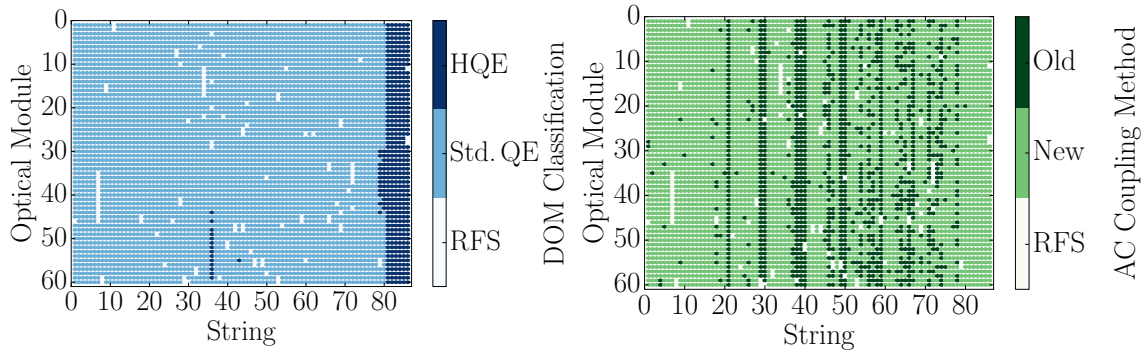 0
10
20
30
40
50
60
Optical Module
0 10 20 30 40 50 60 70 80
String
HQE
Std. QE
RFS
DOM Classification
0
10
20
30
40
50
60
Optical Module
0 10 20 30 40 50 60 70 80
String
Old
New
RFS
AC Coupling Method